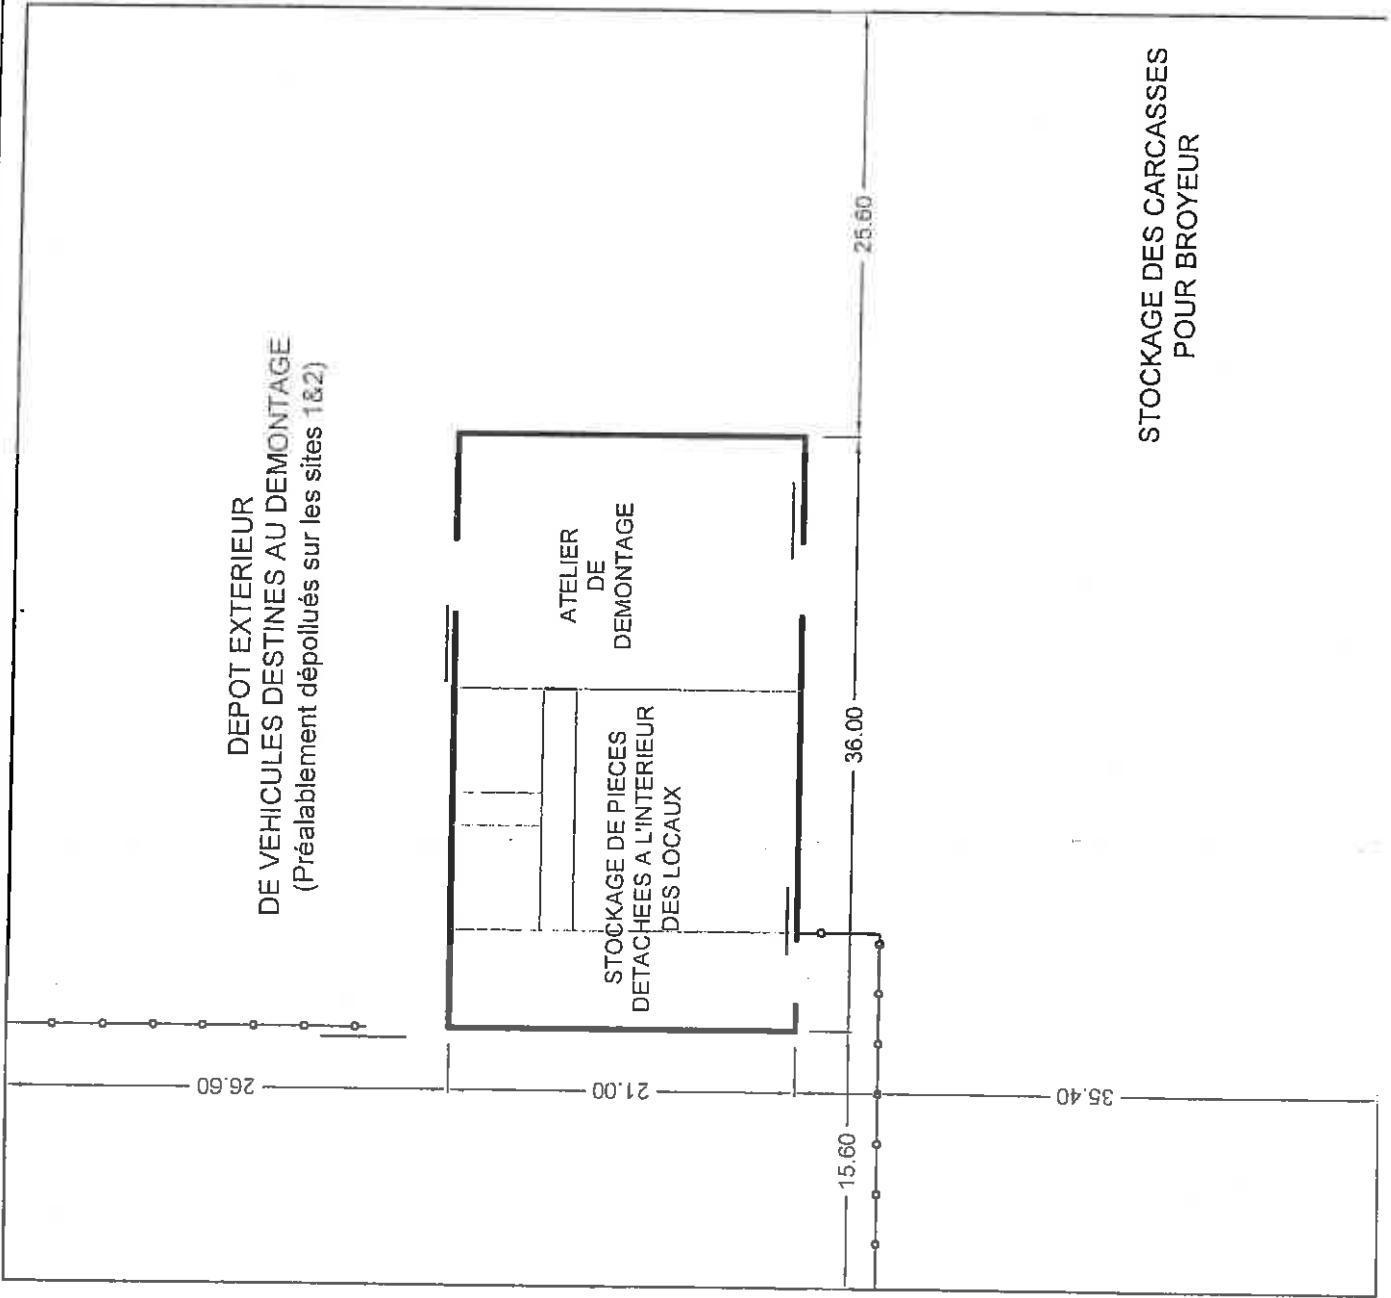 DEPOT EXTERIEUR
DE VEHICULES DESTINES AU DEMONTAGE
(Préalablement dépollués sur les sites 1&2)
ATELIER
DE
DEMONTAGE
STOCKAGE DE PIECES
DETACHEES A L'INTERIEUR
DES LOCAUX
STOCKAGE DES CARCASSES
POUR BROYEUR
25.60
36.00
15.60
26.60
21.00
35.40